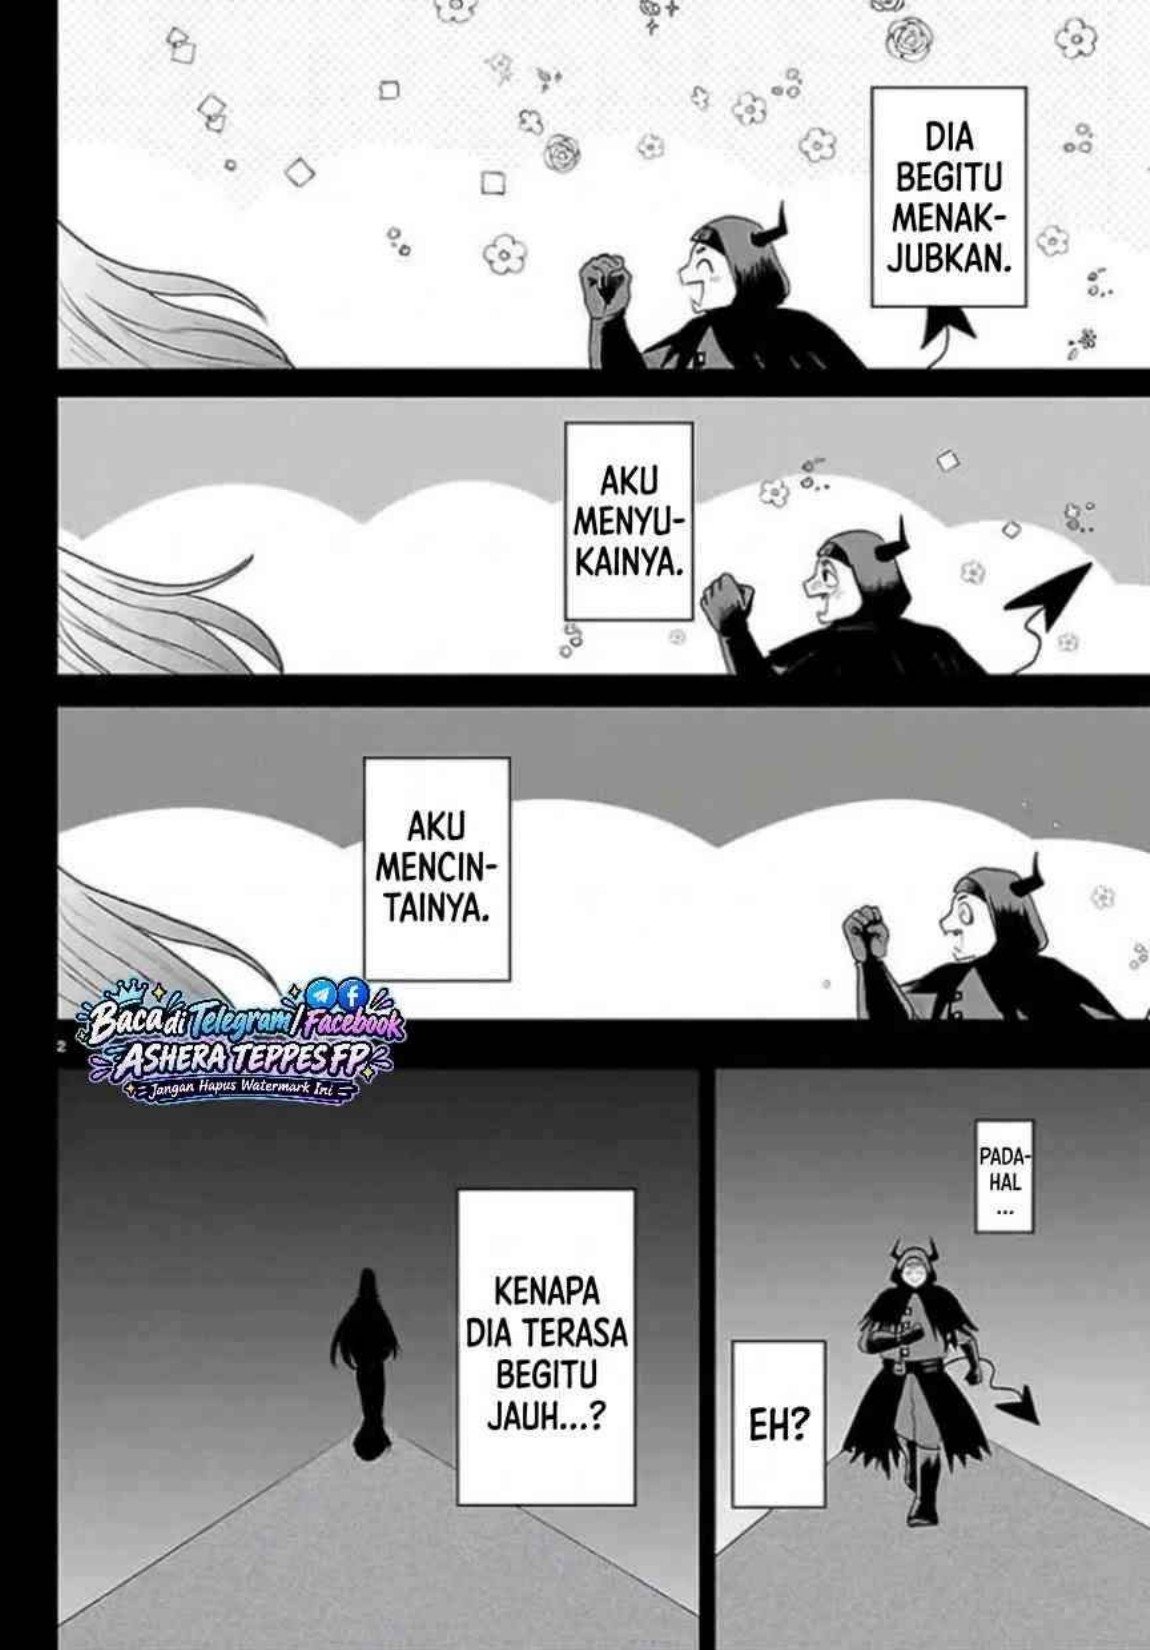 DIA
BEGITU
MENAK-
JUBKAN.
AKU
MENYU-
KAINYA.
AKU
MENCIN-
TAINYA.
Baca di Telegram/Facebook
ASHERA TEPPES FP
Jangan Hapus Watermark Ini
2
PADA-
HAL
...
EH?
KENAPA
DIA TERASA
BEGITU
JAUH...?